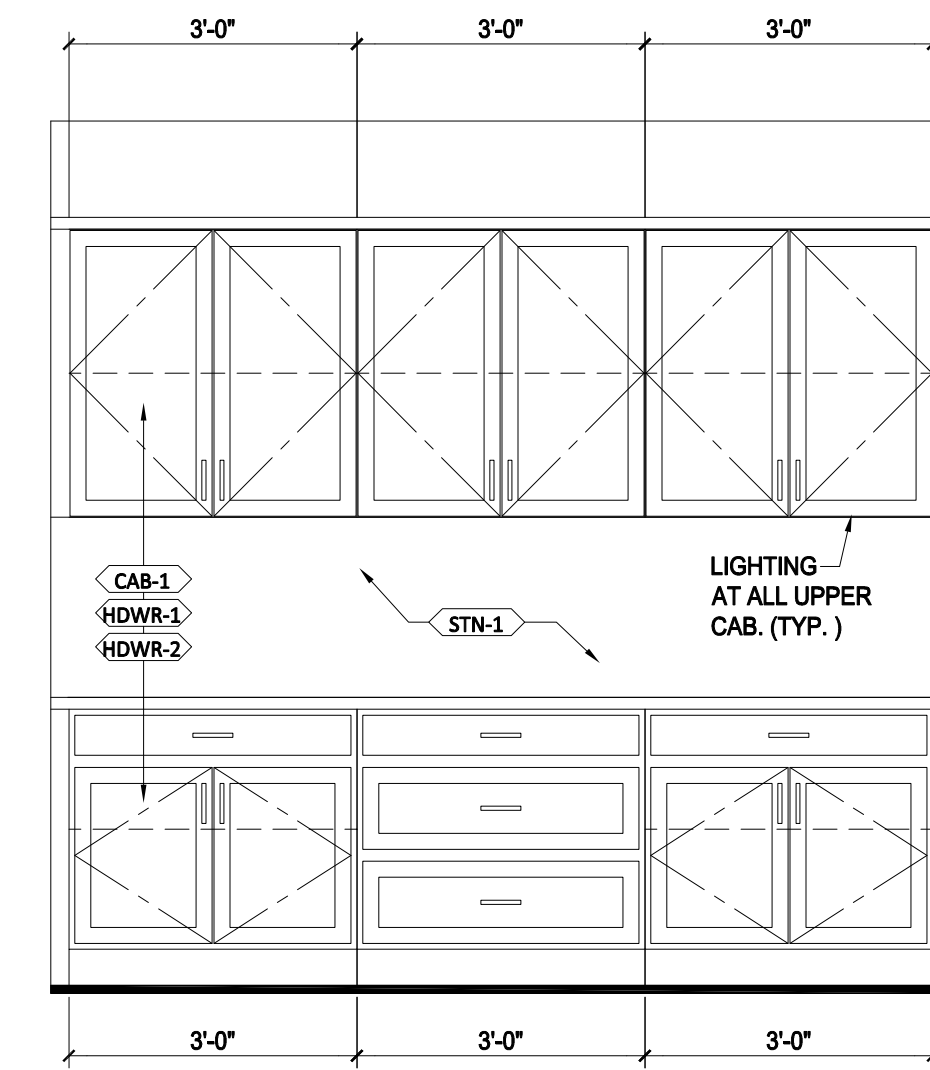 3'-0"
3'-0"
3'-0"
CAB-1
HDWR-1
HDWR-2
STN-1
LIGHTING
AT ALL UPPER
CAB. (TYP. )
3'-0"
3'-0"
3'-0"